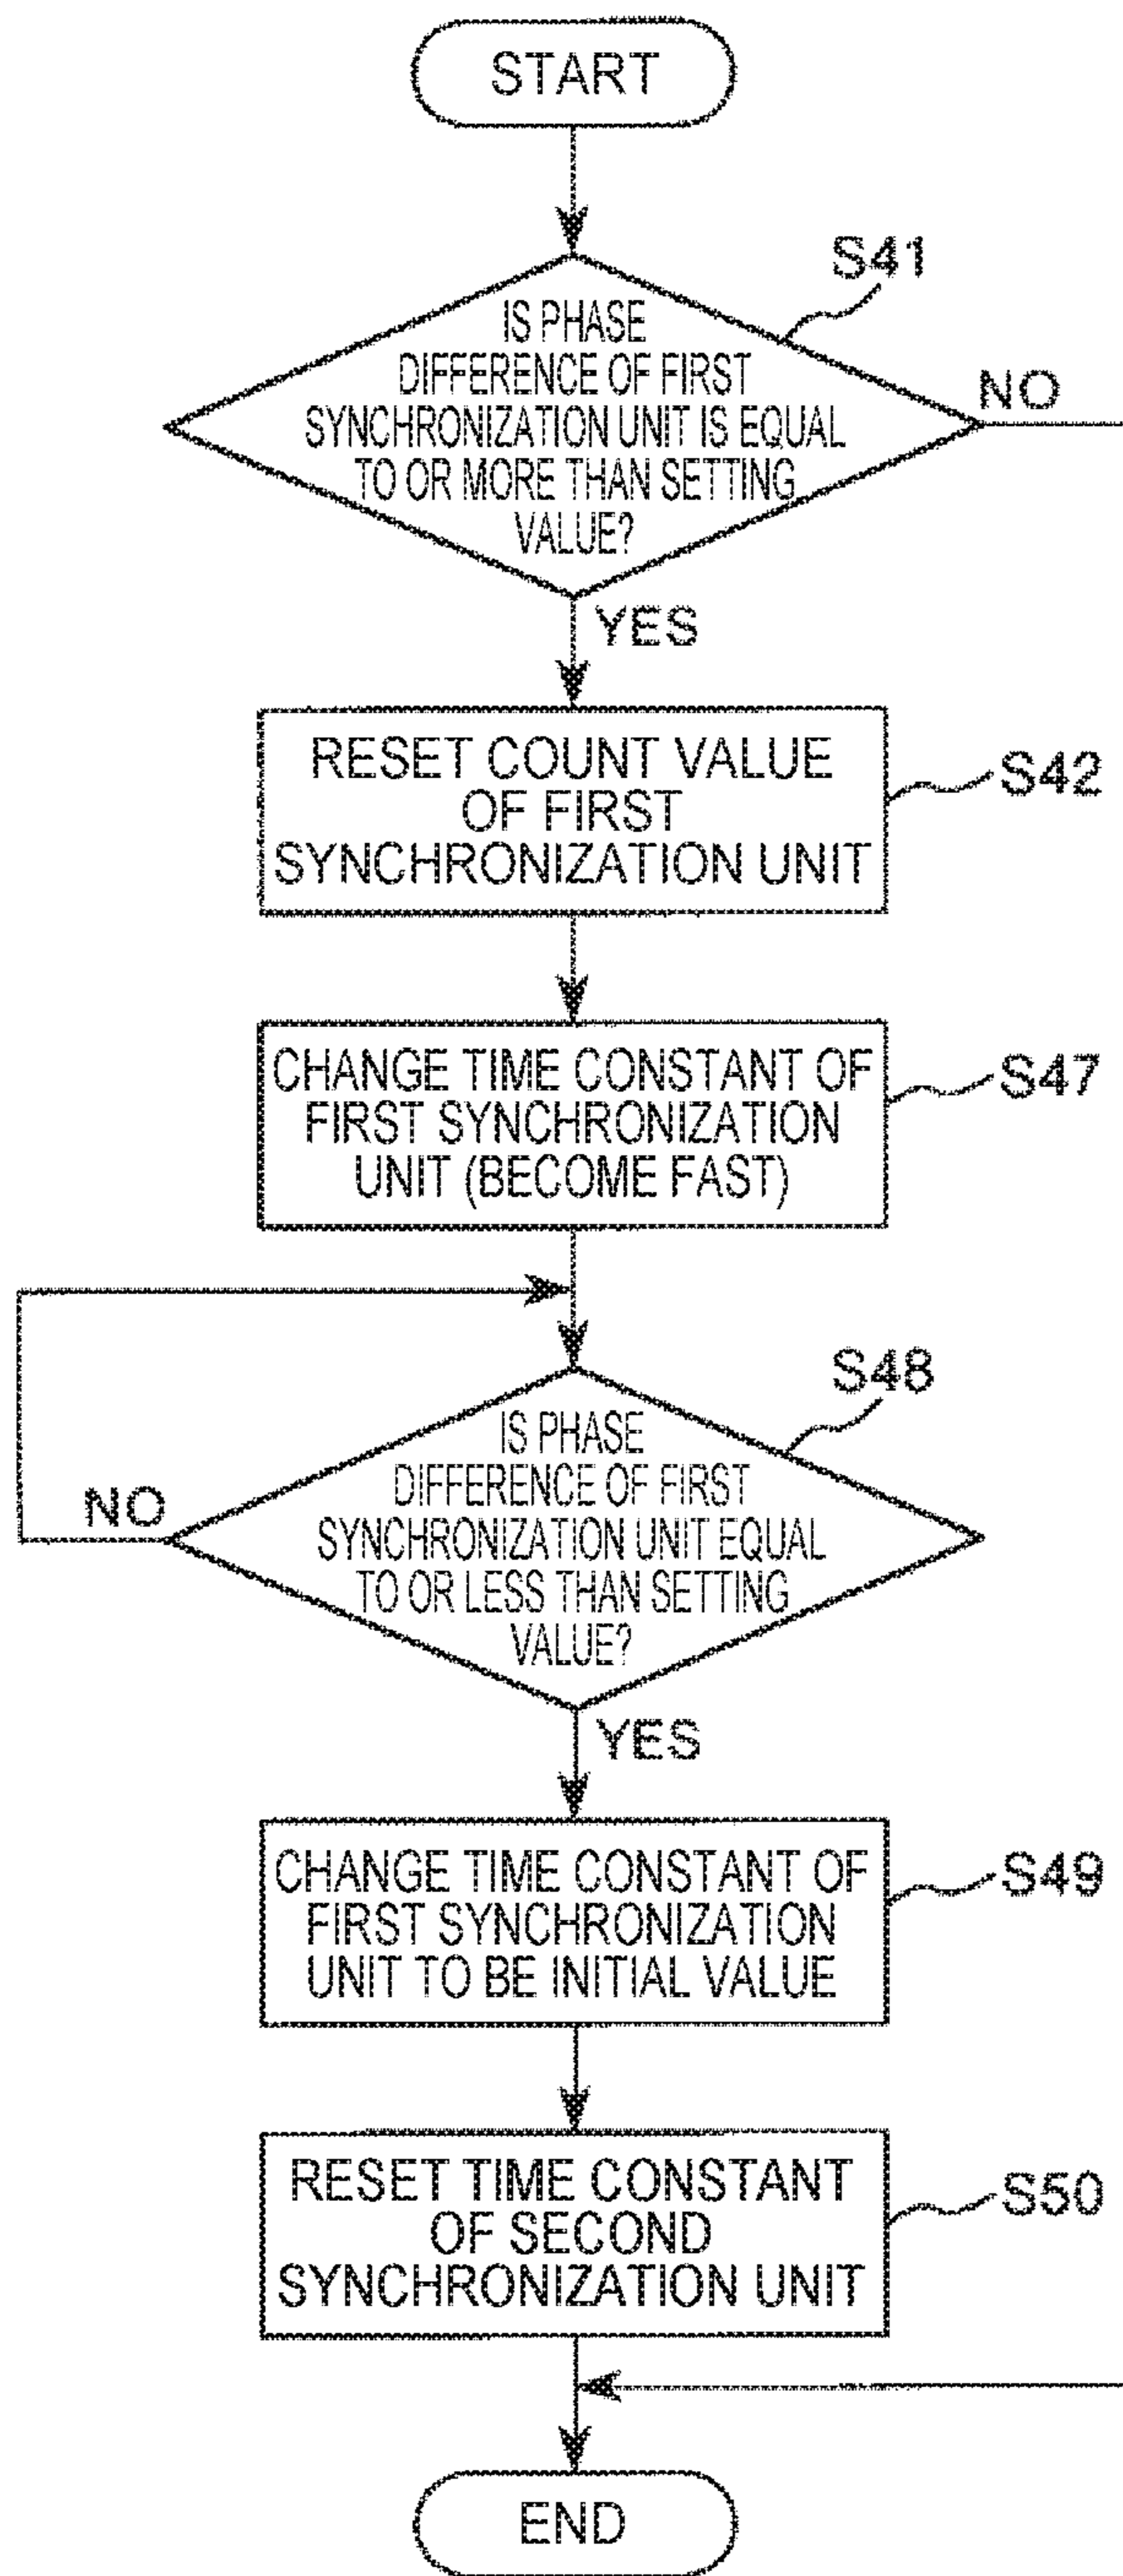 START
S41
IS PHASE
DIFFERENCE OF FIRST
SYNCHRONIZATION UNIT IS EQUAL
TO OR MORE THAN SETTING
VALUE?
NO
YES
RESET COUNT VALUE
OF FIRST
SYNCHRONIZATION UNIT
S42
CHANGE TIME CONSTANT OF
FIRST SYNCHRONIZATION
UNIT (BECOME FAST)
S47
S48
IS PHASE
DIFFERENCE OF FIRST
SYNCHRONIZATION UNIT EQUAL
TO OR LESS THAN SETTING
VALUE?
NO
YES
CHANGE TIME CONSTANT OF
FIRST SYNCHRONIZATION
UNIT TO BE INITIAL VALUE
S49
RESET TIME CONSTANT
OF SECOND
SYNCHRONIZATION UNIT
S50
END